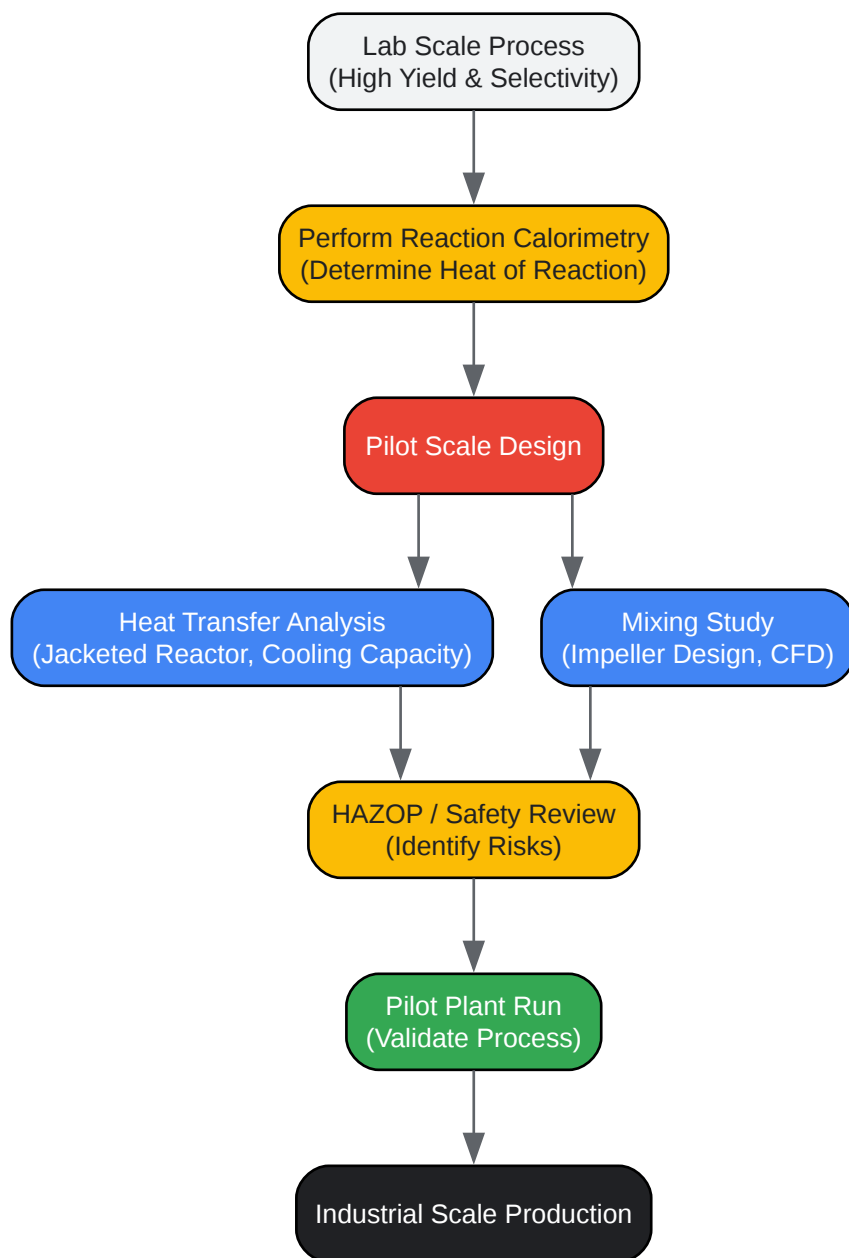 Lab Scale Process
(High Yield & Selectivity)
Perform Reaction Calorimetry
(Determine Heat of Reaction)
Pilot Scale Design
Heat Transfer Analysis
(Jacketed Reactor, Cooling Capacity)
Mixing Study
(Impeller Design, CFD)
HAZOP / Safety Review
(Identify Risks)
Pilot Plant Run
(Validate Process)
Industrial Scale Production